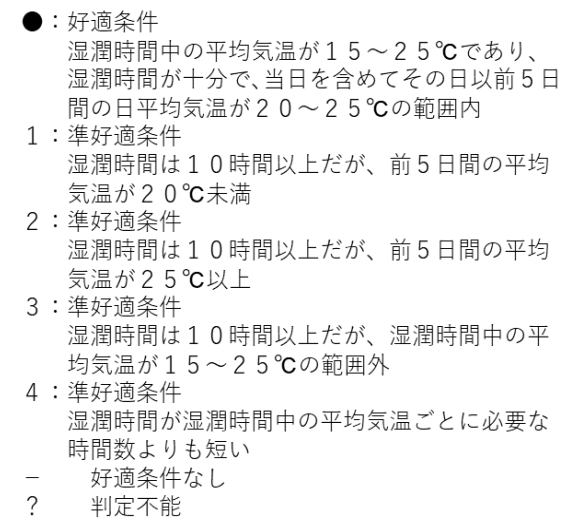 ●：好適条件
湿潤時間中の平均気温が１５～２５℃であり、
湿潤時間が十分で、当日を含めてその日以前５日
間の日平均気温が２０～２５℃の範囲内
１：準好適条件
湿潤時間は１０時間以上だが、前５日間の平均
気温が２０℃未満
２：準好適条件
湿潤時間は１０時間以上だが、前５日間の平均
気温が２５℃以上
３：準好適条件
湿潤時間は１０時間以上だが、湿潤時間中の平
均気温が１５～２５℃の範囲外
４：準好適条件
湿潤時間が湿潤時間中の平均気温ごとに必要な
時間数よりも短い
－　　好適条件なし
？　　判定不能